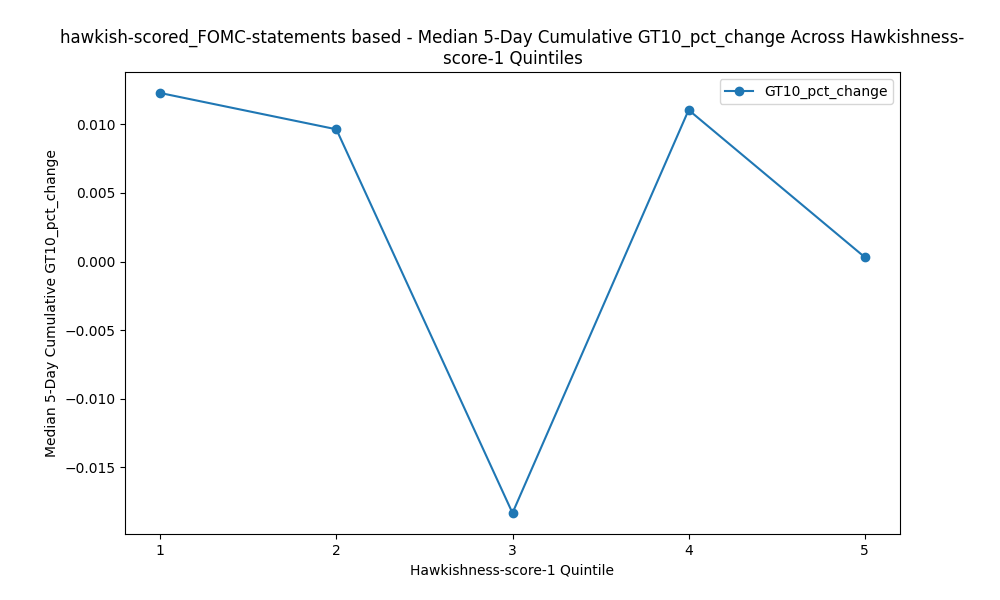 hawkish-scored_FOMC-statements based - Median 5-Day Cumulative GT10_pct_change Across Hawkishness-
score-1 Quintiles
GT10_pct_change
Median 5-Day Cumulative GT10_pct_change
0.010
0.005
0.000
−0.005
−0.010
−0.015
1 2 3 4 5
Hawkishness-score-1 Quintile